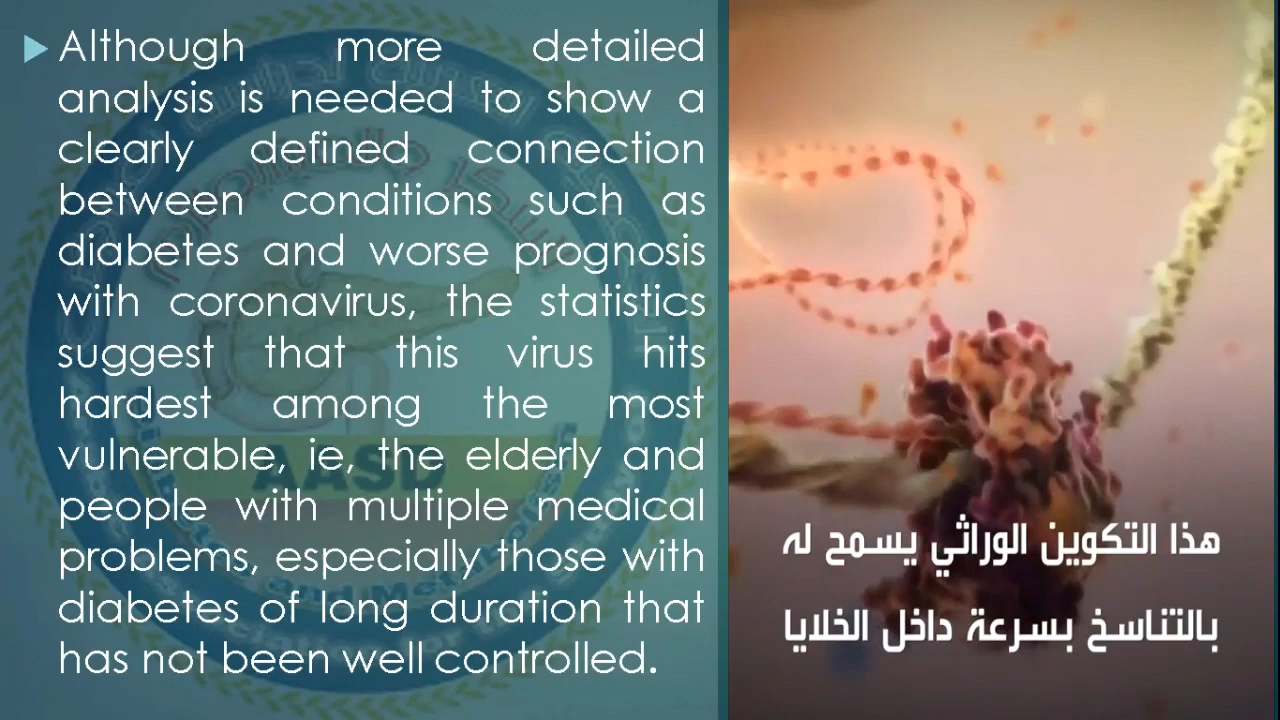 Although more detailed
analysis is needed to show a
clearly defined connection
between conditions such as
diabetes and worse prognosis
with coronavirus, the statistics
suggest that this virus hits
hardest among the most
vulnerable, ie, the elderly and
people with multiple medical
problems, especially those with
diabetes of long duration that
has not been well controlled.
AASD
هذا التكوين الوراثي يسمح له
بالتناسخ بسرعة داخل الخلايا